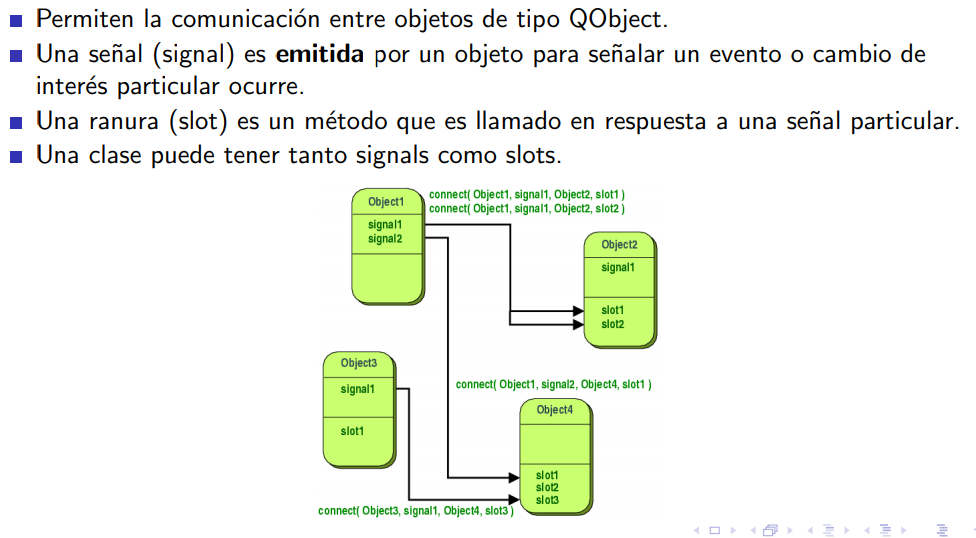 Permiten la comunicación entre objetos de tipo QObject.
Una señal (signal) es emitida por un objeto para señalar un evento o cambio de
interés particular ocurre.
Una ranura (slot) es un método que es llamado en respuesta a una señal particular.
Una clase puede tener tanto signals como slots.
connect( Object1, signal1, Object2, slot1 )
connect( Object1, signal1, Object2, slot2 )
Object1
signal1
signal2
Object2
signal1
slot1
slot2
Object3
signal1
slot1
connect( Object1, signal2, Object4, slot1 )
Object4
slot1
slot2
slot3
connect( Object3, signal1, Object4, slot3 )